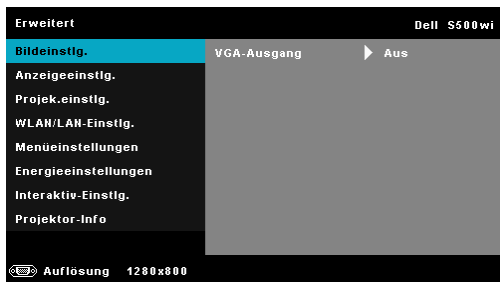 Erweitert Dell S500wi
Bildeinstlg. VGA-Ausgang Aus
Anzeigeeinstlg.
Projek.einstlg.
WLAN/LAN-Einstlg.
Menüeinstellungen
Energieeinstellungen
Interaktiv-Einstlg.
Projektor-Info
Auflösung 1280x800